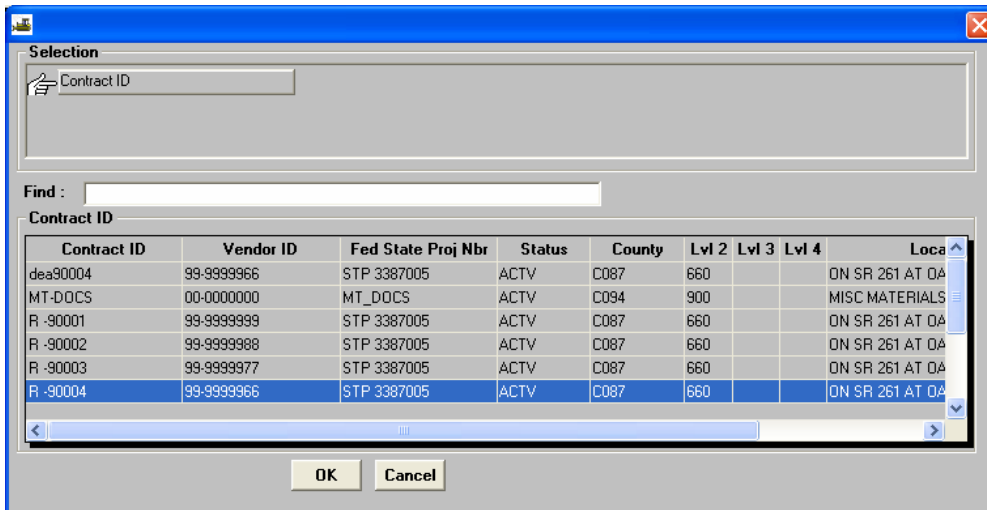 Selection
Contract ID
Find :
Contract ID
Contract ID Vendor ID Fed State Proj Nbr Status County Lvl 2 Lvl 3 Lvl 4 Loca
dea90004 99-9999966 STP 3387005 ACTV C087 660 ON SR 261 AT OA
MT-DOCS 00-0000000 MT_DOCS ACTV C094 900 MISC MATERIALS
R -90001 99-9999999 STP 3387005 ACTV C087 660 ON SR 261 AT OA
R -90002 99-9999988 STP 3387005 ACTV C087 660 ON SR 261 AT OA
R -90003 99-9999977 STP 3387005 ACTV C087 660 ON SR 261 AT OA
R -90004 99-9999966 STP 3387005 ACTV C087 660 ON SR 261 AT OA
OK Cancel